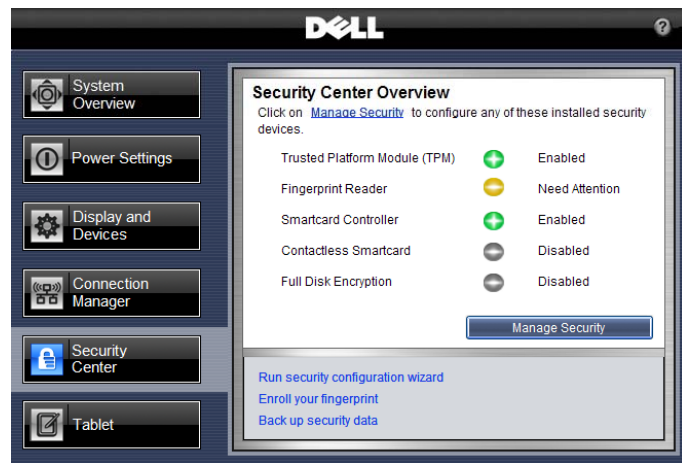 DELL
?
System
Overview
Power Settings
Display and
Devices
Connection
Manager
Security
Center
Tablet
Security Center Overview
Click on Manage Security to configure any of these installed security
devices.
Trusted Platform Module (TPM) Enabled
Fingerprint Reader Need Attention
Smartcard Controller Enabled
Contactless Smartcard Disabled
Full Disk Encryption Disabled
Manage Security
Run security configuration wizard
Enroll your fingerprint
Back up security data